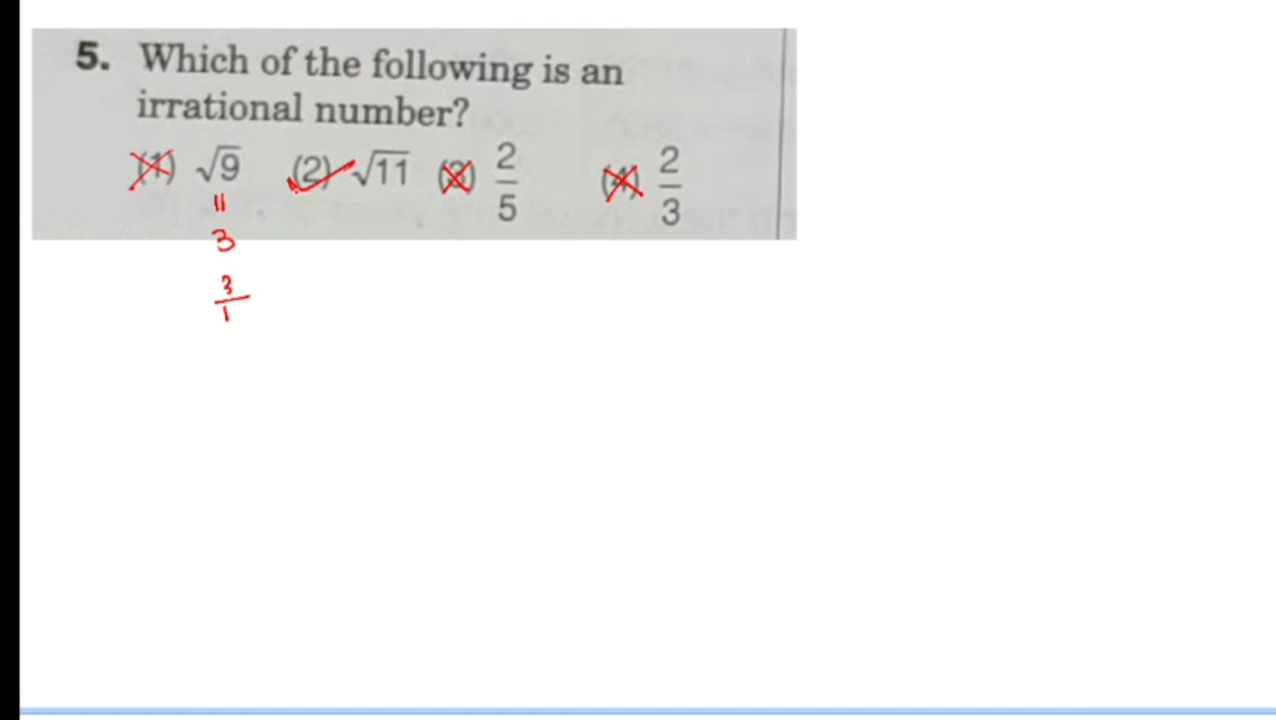 5. Which of the following is an
irrational number?
(1) √9 (2) √11 (3) 2/5 (4) 2/3
=
3
3/1